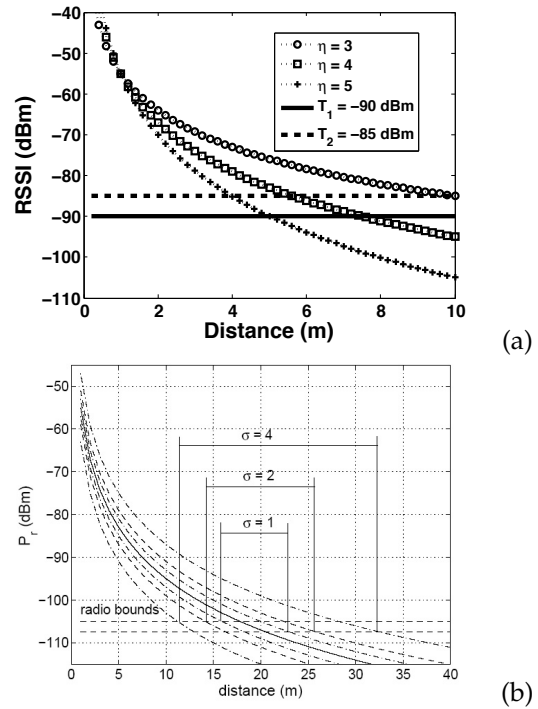 −40
−50
−60
−70
−80
−90
−100
−110
RSSI (dBm)
η = 3
η = 4
η = 5
T₁ = −90 dBm
T₂ = −85 dBm
0 2 4 6 8 10
Distance (m)
(a)
−50
−60
−70
−80
−90
−100
−110
Pᵣ (dBm)
σ = 4
σ = 2
σ = 1
radio bounds
0 5 10 15 20 25 30 35 40
distance (m)
(b)